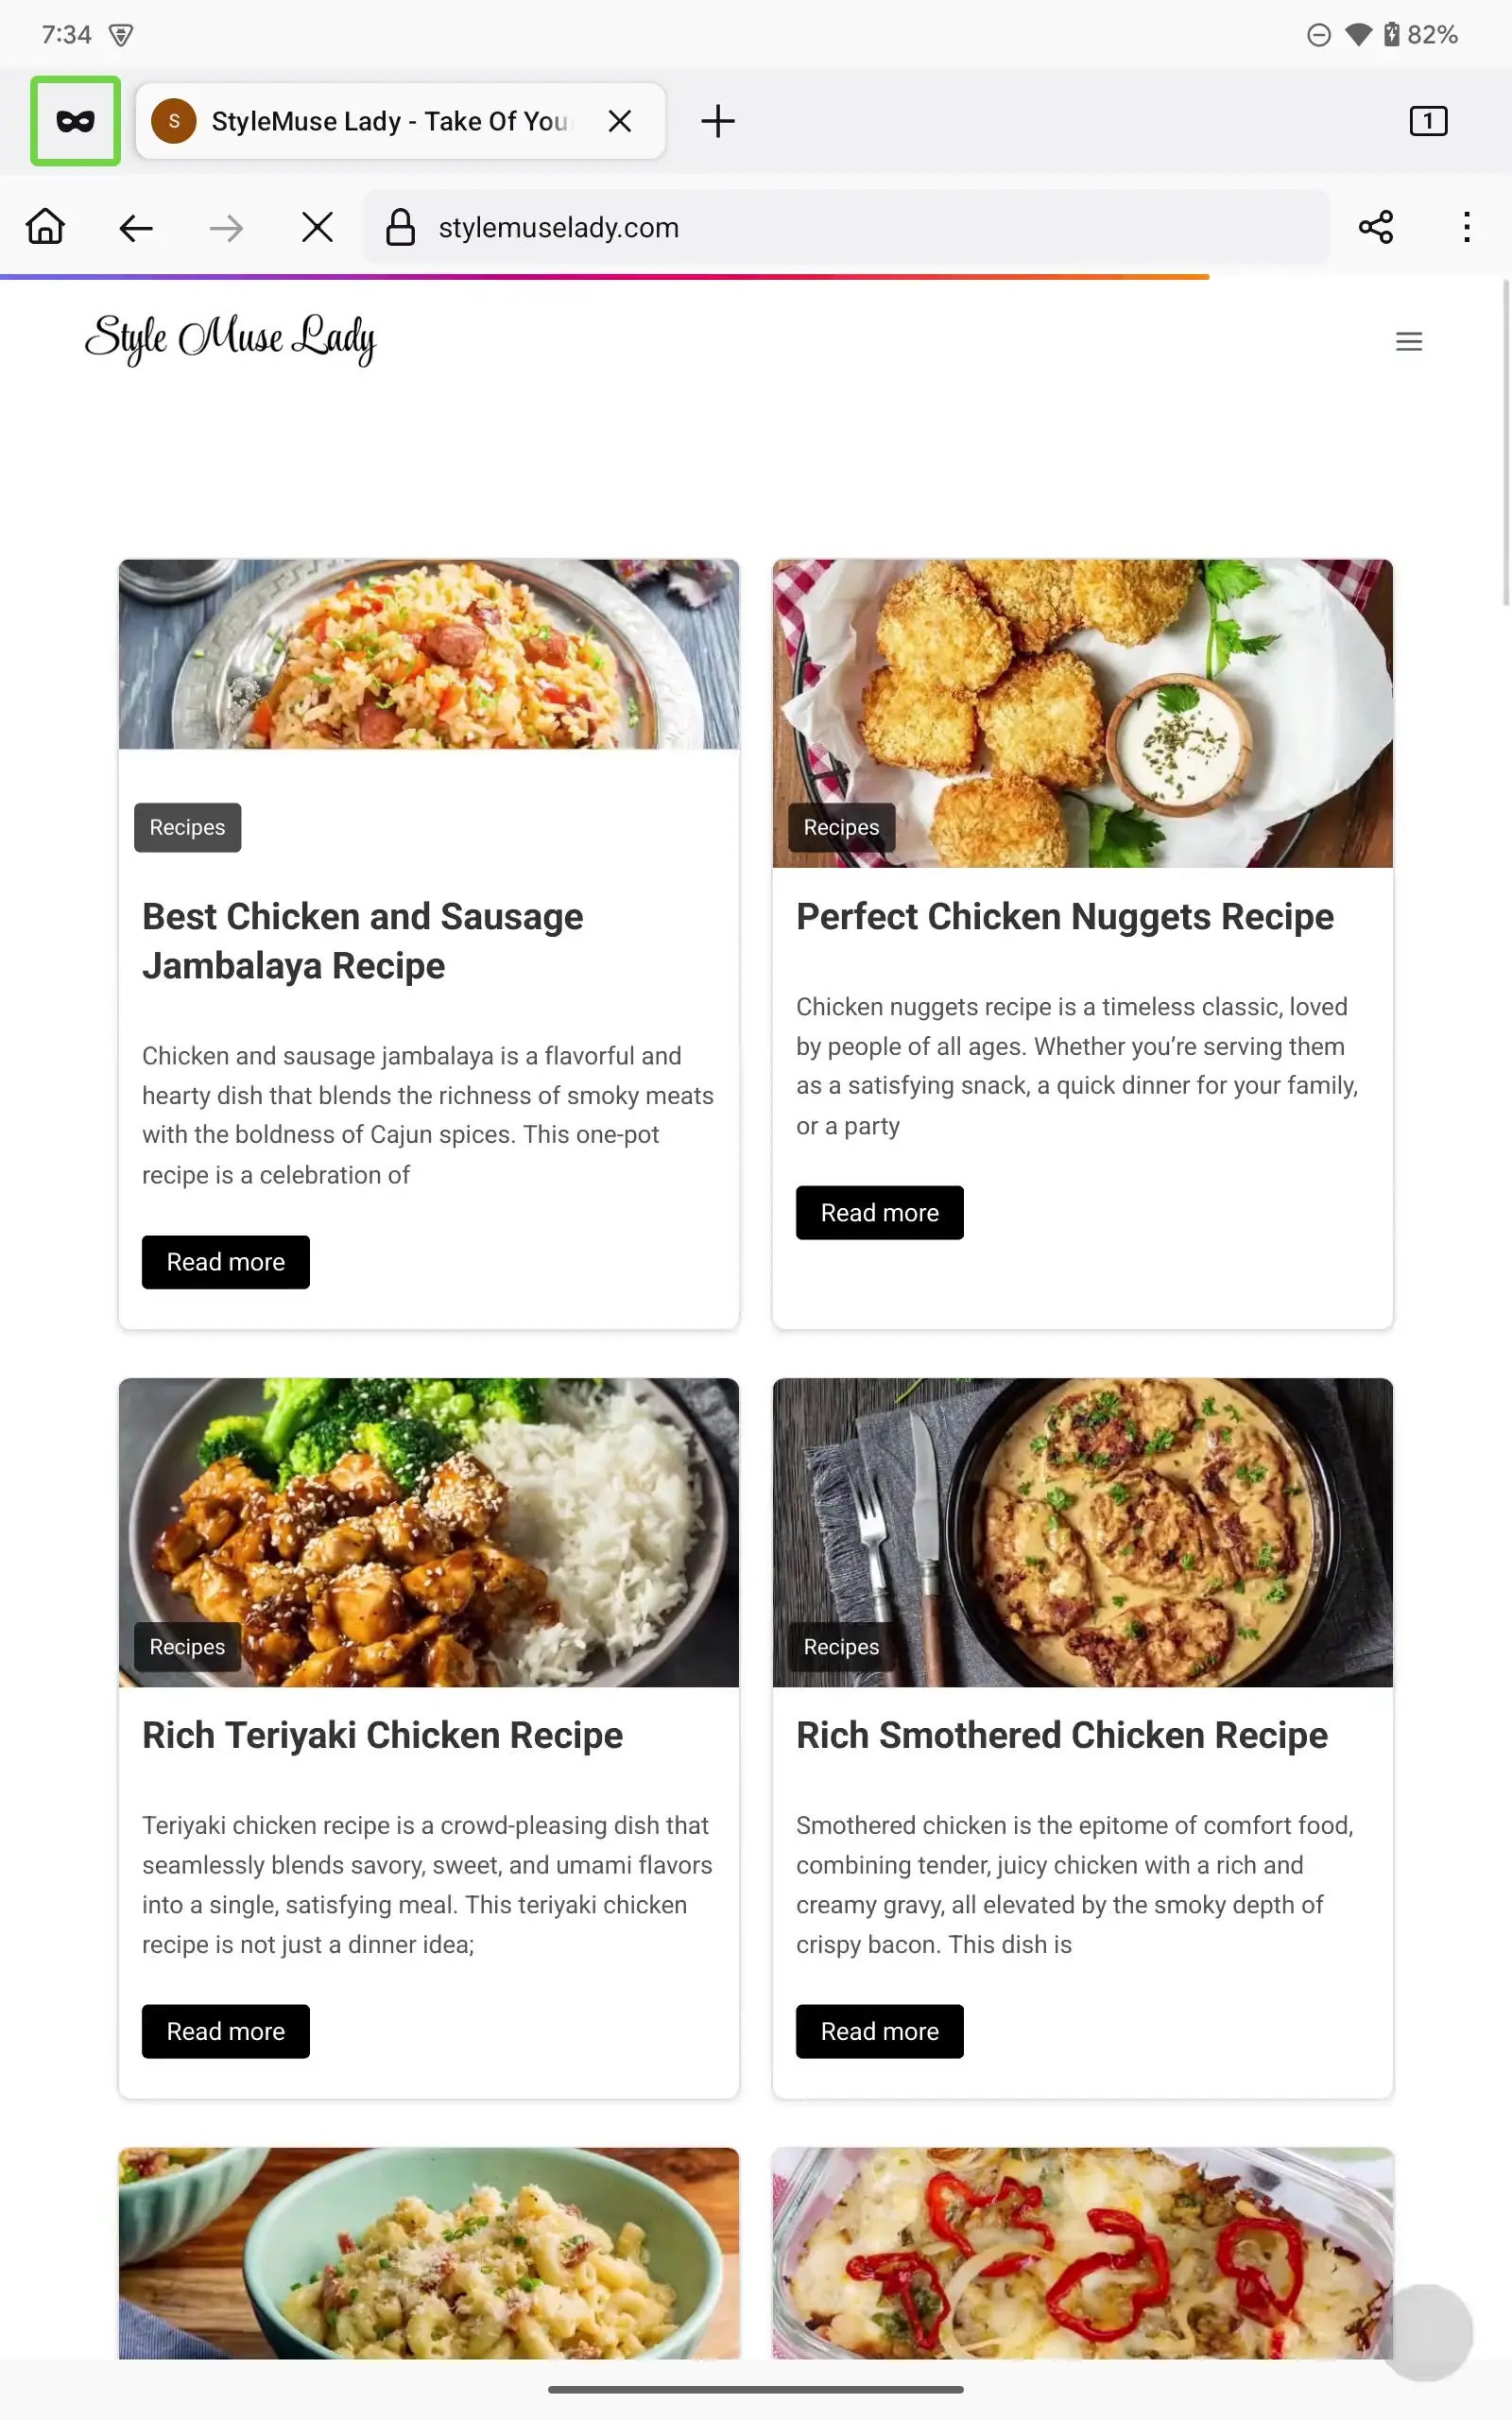 7:34
82%
S
StyleMuse Lady - Take Of You
1
stylemuselady.com
Style Muse Lady
Recipes
Best Chicken and Sausage
Jambalaya Recipe
Chicken and sausage jambalaya is a flavorful and
hearty dish that blends the richness of smoky meats
with the boldness of Cajun spices. This one-pot
recipe is a celebration of
Read more
Recipes
Perfect Chicken Nuggets Recipe
Chicken nuggets recipe is a timeless classic, loved
by people of all ages. Whether you’re serving them
as a satisfying snack, a quick dinner for your family,
or a party
Read more
Recipes
Rich Teriyaki Chicken Recipe
Teriyaki chicken recipe is a crowd-pleasing dish that
seamlessly blends savory, sweet, and umami flavors
into a single, satisfying meal. This teriyaki chicken
recipe is not just a dinner idea;
Read more
Recipes
Rich Smothered Chicken Recipe
Smothered chicken is the epitome of comfort food,
combining tender, juicy chicken with a rich and
creamy gravy, all elevated by the smoky depth of
crispy bacon. This dish is
Read more